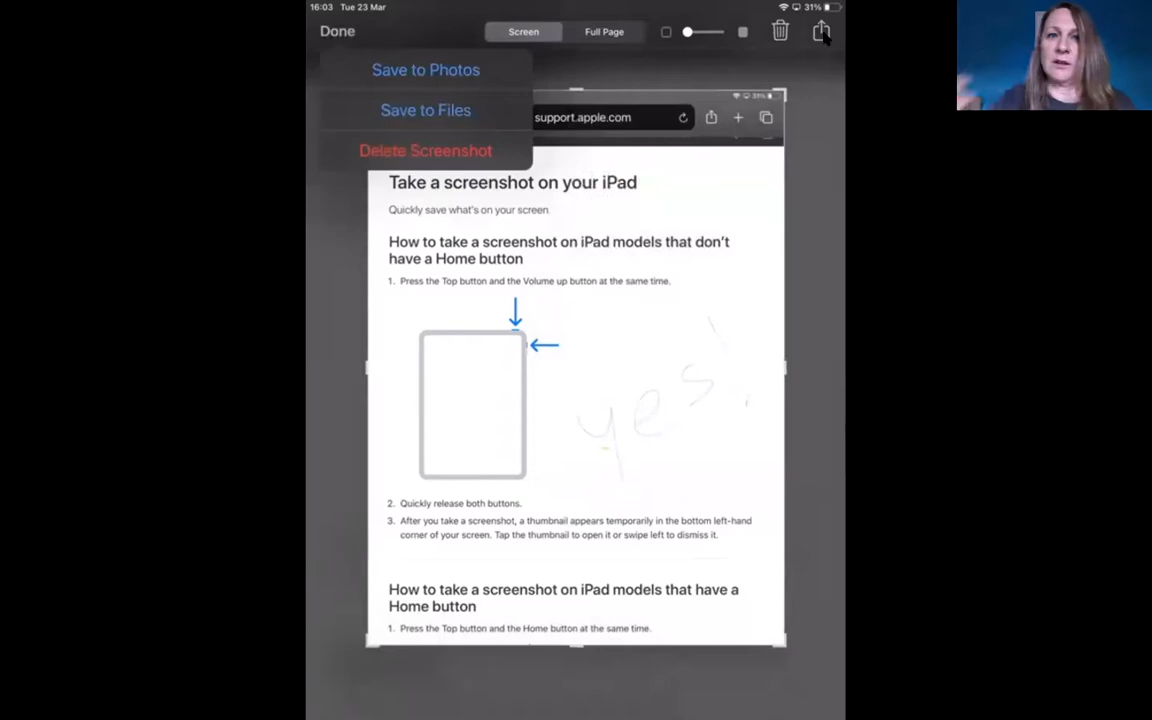 16:03 Tue 23 Mar
31%
Done
Screen
Full Page
Save to Photos
Save to Files
Delete Screenshot
31%
support.apple.com
Take a screenshot on your iPad
Quickly save what's on your screen.
How to take a screenshot on iPad models that don't
have a Home button
1. Press the Top button and the Volume up button at the same time.
yes!
2. Quickly release both buttons.
3. After you take a screenshot, a thumbnail appears temporarily in the bottom left-hand
corner of your screen. Tap the thumbnail to open it or swipe left to dismiss it.
How to take a screenshot on iPad models that have a
Home button
1. Press the Top button and the Home button at the same time.